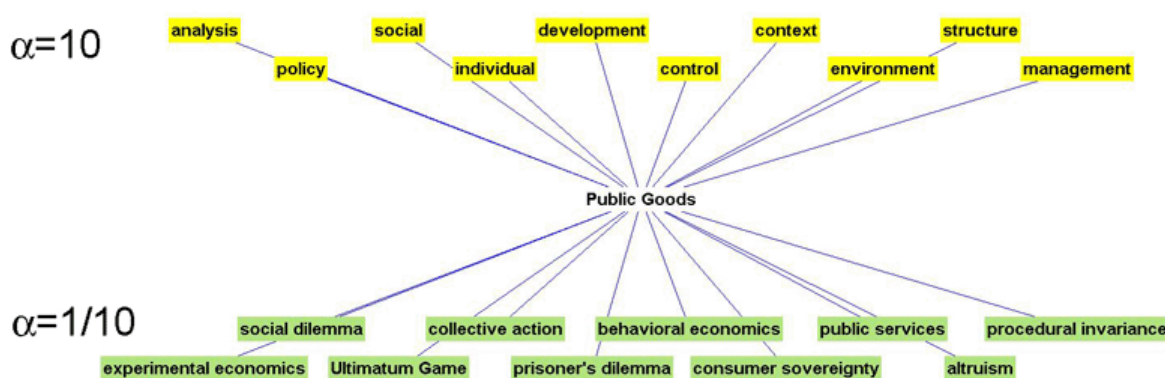 α=10
analysis
social
development
context
structure
policy
individual
control
environment
management
Public Goods
α=1/10
social dilemma
collective action
behavioral economics
public services
procedural invariance
experimental economics
Ultimatum Game
prisoner's dilemma
consumer sovereignty
altruism